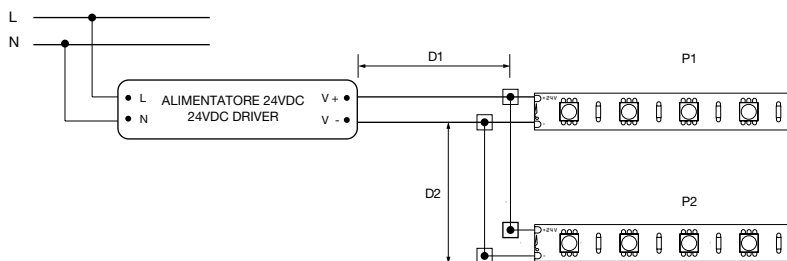 L
N
D1
P1
L
ALIMENTATORE 24VDC
V +
+24V
N
24VDC DRIVER
V -
-
D2
P2
+24V
-